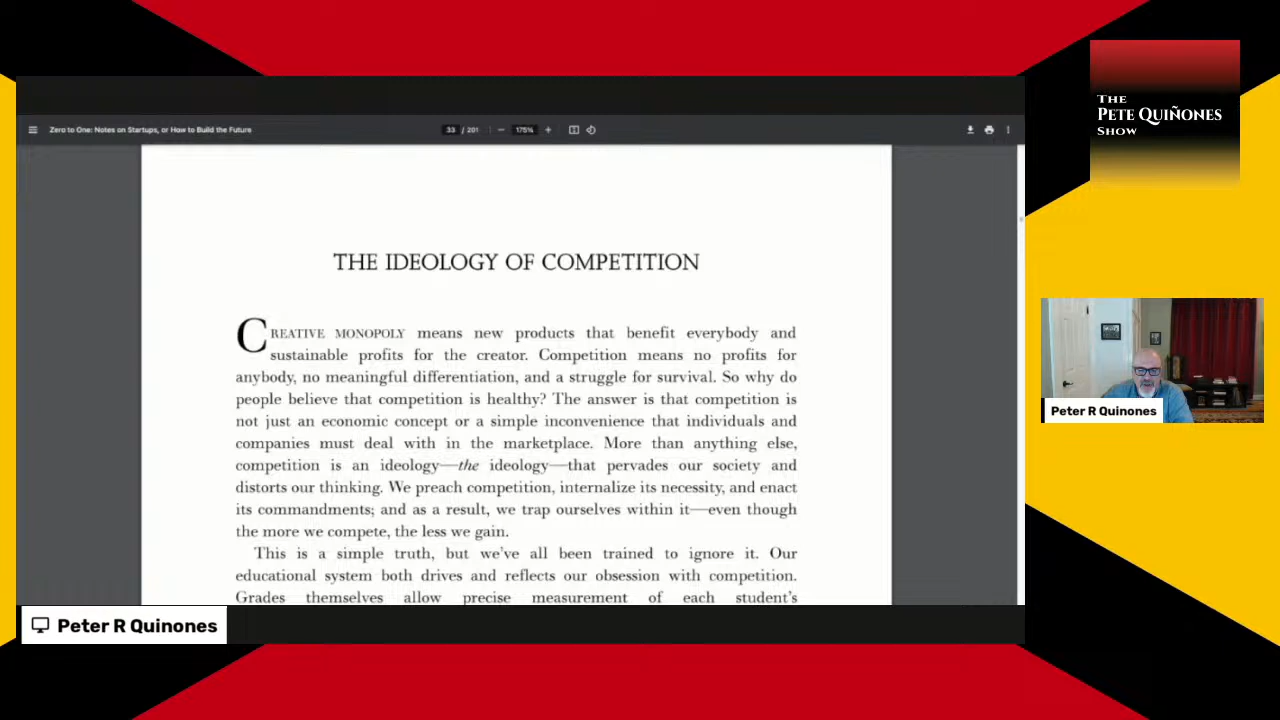 Zero to One: Notes on Startups, or How to Build the Future
33 / 201
175%
THE IDEOLOGY OF COMPETITION
CREATIVE MONOPOLY means new products that benefit everybody and
sustainable profits for the creator. Competition means no profits for
anybody, no meaningful differentiation, and a struggle for survival. So why do
people believe that competition is healthy? The answer is that competition is
not just an economic concept or a simple inconvenience that individuals and
companies must deal with in the marketplace. More than anything else,
competition is an ideology—the ideology—that pervades our society and
distorts our thinking. We preach competition, internalize its necessity, and enact
its commandments; and as a result, we trap ourselves within it—even though
the more we compete, the less we gain.
This is a simple truth, but we've all been trained to ignore it. Our
educational system both drives and reflects our obsession with competition.
Grades themselves allow precise measurement of each student's
Peter R Quinones
THE
PETE QUIÑONES
SHOW
Peter R Quinones